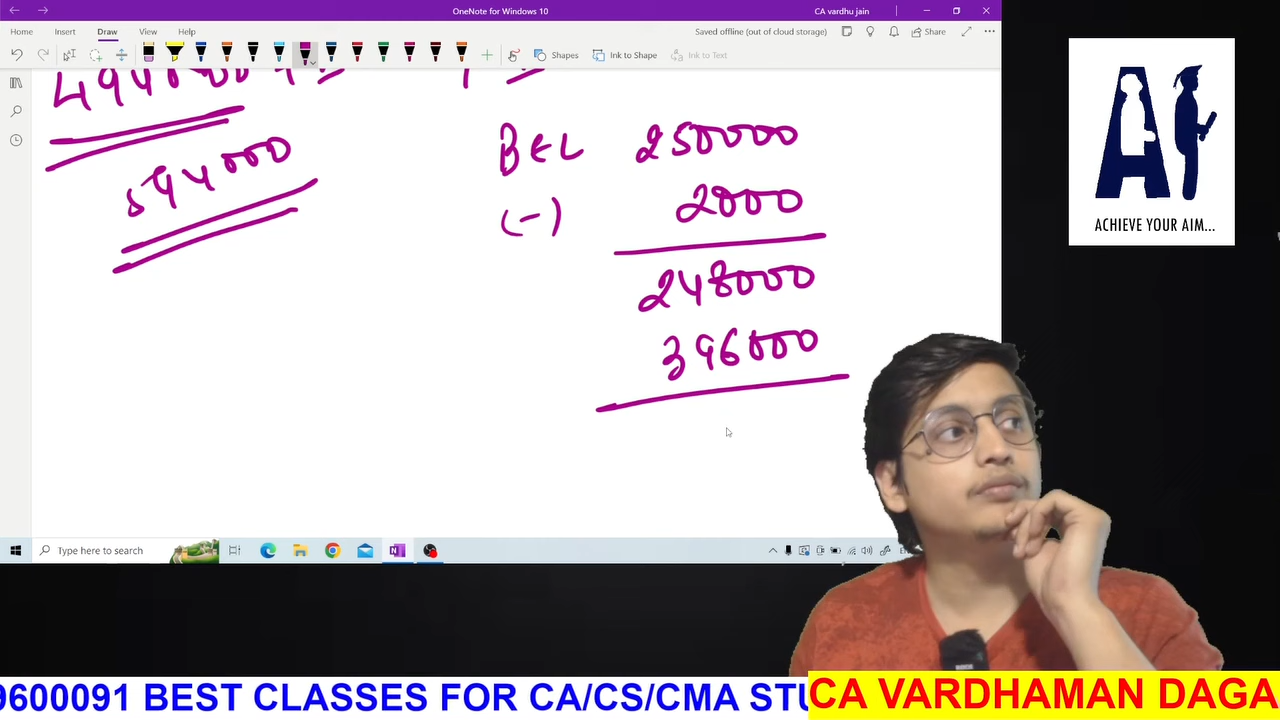 OneNote for Windows 10
CA vardhu jain
Home Insert Draw View Help
Saved offline (out of cloud storage)
Share
Shapes
Ink to Shape
Ink to Text
594000
BEL 250000
(-) 2000
248000
396000
ACHIEVE YOUR AIM...
Type here to search
9600091 BEST CLASSES FOR CA/CS/CMA STU
CA VARDHAMAN DAGA